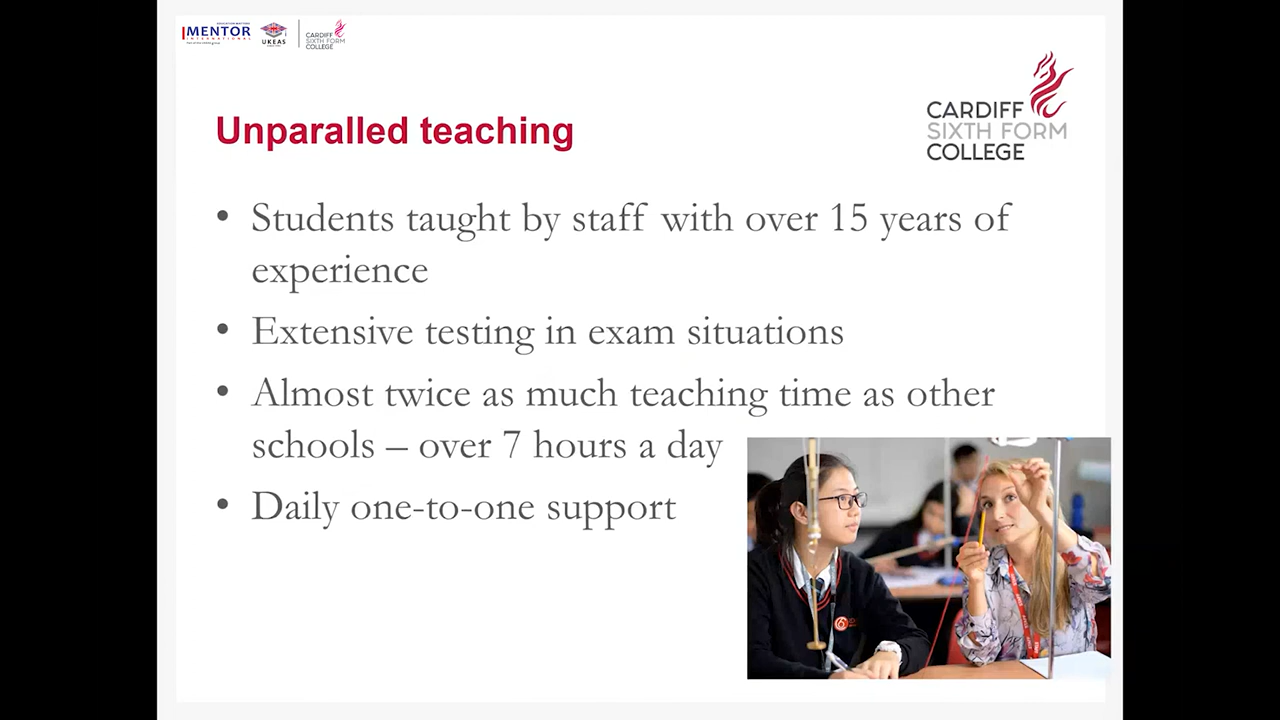 MENTOR
INTERNATIONAL
UKEAS
CARDIFF
SIXTH FORM
COLLEGE
CARDIFF
SIXTH FORM
COLLEGE
Unparalled teaching
• Students taught by staff with over 15 years of
experience
• Extensive testing in exam situations
• Almost twice as much teaching time as other
schools – over 7 hours a day
• Daily one-to-one support